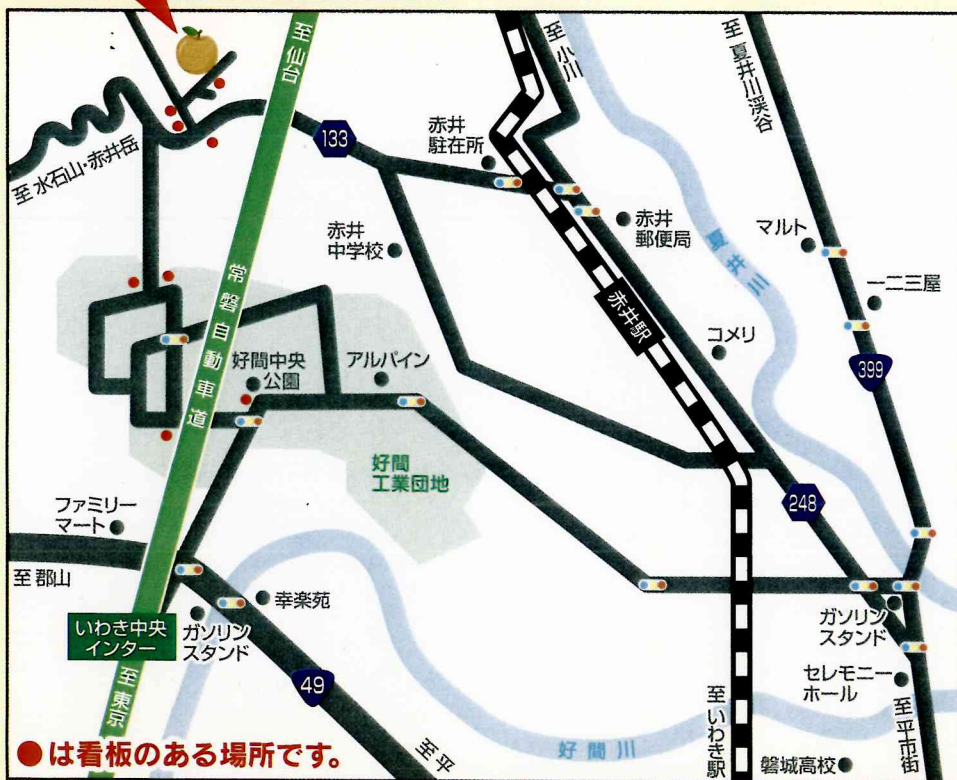 至仙台
至小川
至夏井川渓谷
133
赤井
駐在所
至水石山・赤井岳
赤井
中学校
赤井
郵便局
夏井川
マルト
一二三屋
常磐自動車道
赤井駅
コメリ
399
好間中央
公園
アルパイン
好間
工業団地
248
ファミリー
マート
至郡山
幸楽苑
いわき中央
インター
ガソリン
スタンド
ガソリン
スタンド
セレモニー
ホール
49
至東京
至平
好間川
至いわき駅
至平市街
磐城高校
●は看板のある場所です。